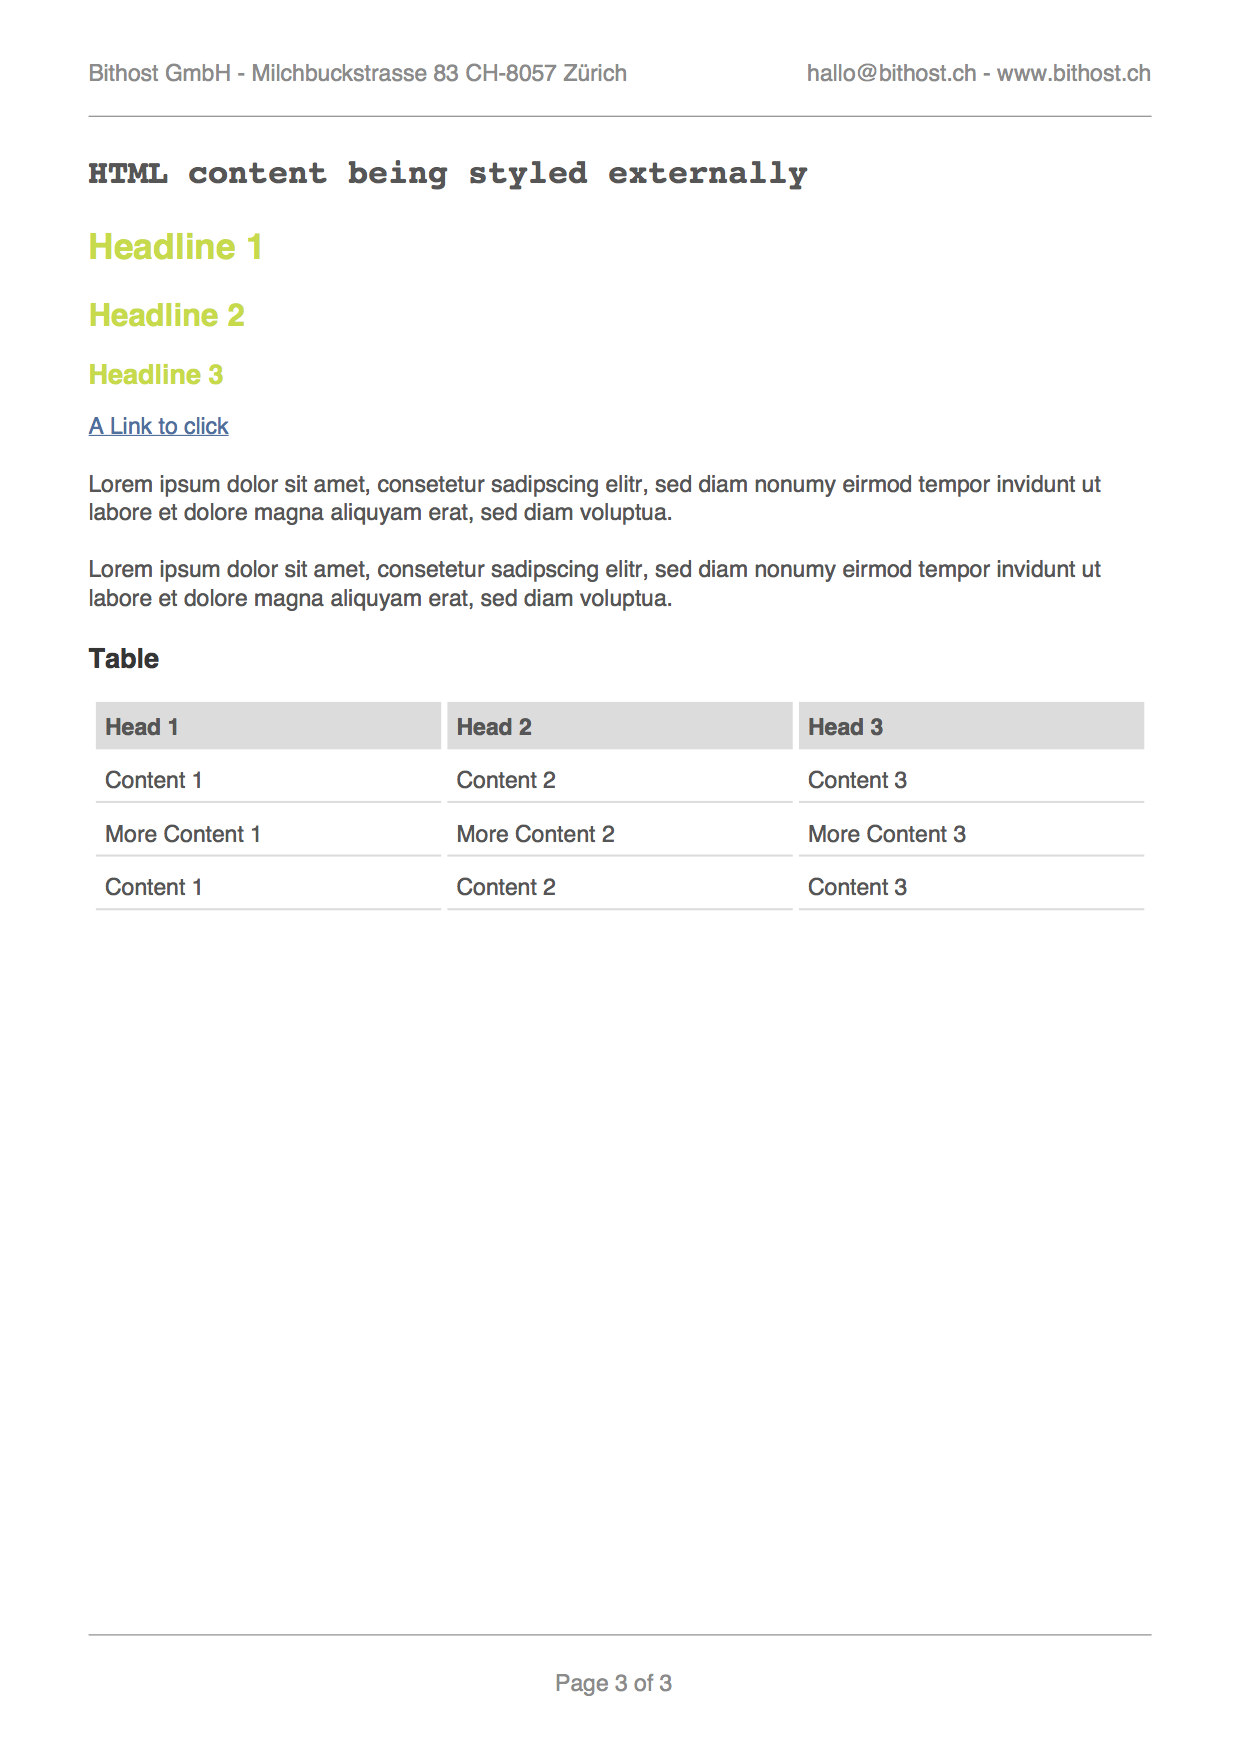 Bithost GmbH - Milchbuckstrasse 83 CH-8057 Zürich hallo@bithost.ch - www.bithost.ch
HTML content being styled externally
Headline 1
Headline 2
Headline 3
A Link to click
Lorem ipsum dolor sit amet, consetetur sadipscing elitr, sed diam nonumy eirmod tempor invidunt ut
labore et dolore magna aliquyam erat, sed diam voluptua.
Lorem ipsum dolor sit amet, consetetur sadipscing elitr, sed diam nonumy eirmod tempor invidunt ut
labore et dolore magna aliquyam erat, sed diam voluptua.
Table
Head 1 Head 2 Head 3
Content 1 Content 2 Content 3
More Content 1 More Content 2 More Content 3
Content 1 Content 2 Content 3
Page 3 of 3